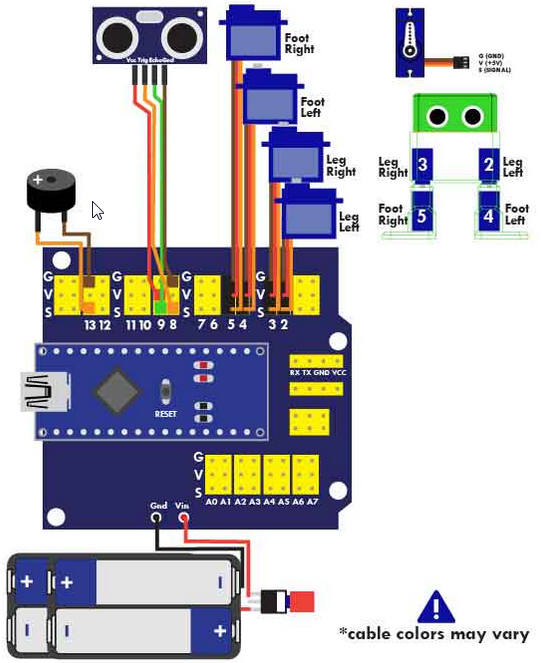 Vcc Trig Echo Gnd
Foot
Right
Foot
Left
Leg
Right
Leg
Left
G (GND)
V (+5V)
S (SIGNAL)
Leg
Right
3
2
Leg
Left
Foot
Right
5
4
Foot
Left
+
G
V
S
G
V
S
G
V
S
G
V
S
13 12
11 10
9 8
7 6
5 4
3 2
RX TX GND VCC
RESET
G
V
S
A0 A1 A2 A3 A4 A5 A6 A7
Gnd
Vin
+
+
-
-
-
+
*cable colors may vary